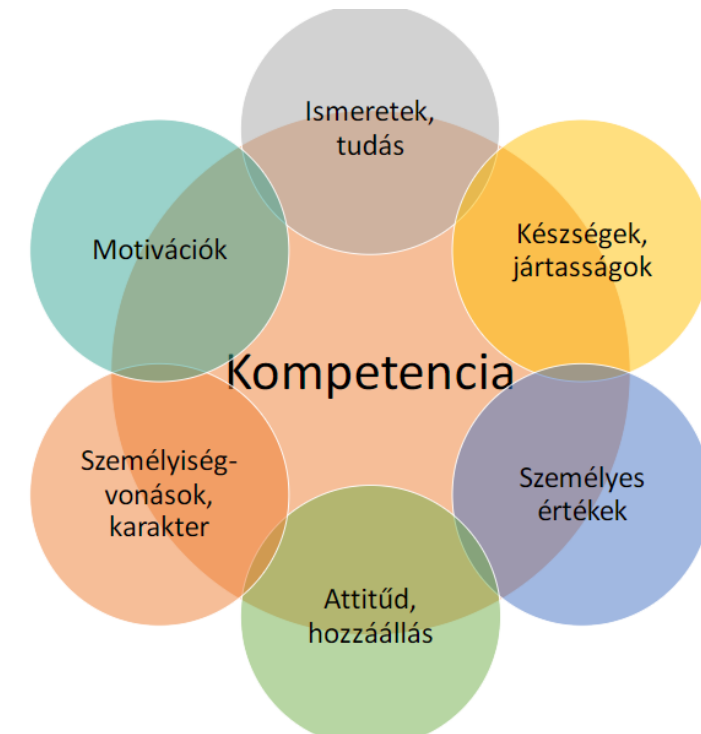 Ismeretek,
tudás
Motivációk
Készségek,
jártasságok
Kompetencia
Személyiség-
vonások,
karakter
Személyes
értékek
Attitűd,
hozzáállás